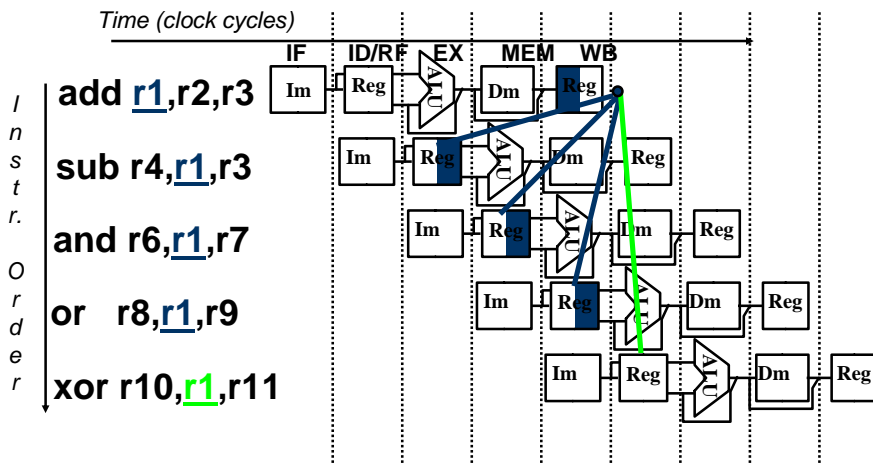 Time (clock cycles)
IF ID/RF EX MEM WB
Instr. Order
add r1,r2,r3
Im Reg ALU Dm Reg
sub r4,r1,r3
Im Reg ALU Dm Reg
and r6,r1,r7
Im Reg ALU Dm Reg
or r8,r1,r9
Im Reg ALU Dm Reg
xor r10,r1,r11
Im Reg ALU Dm Reg